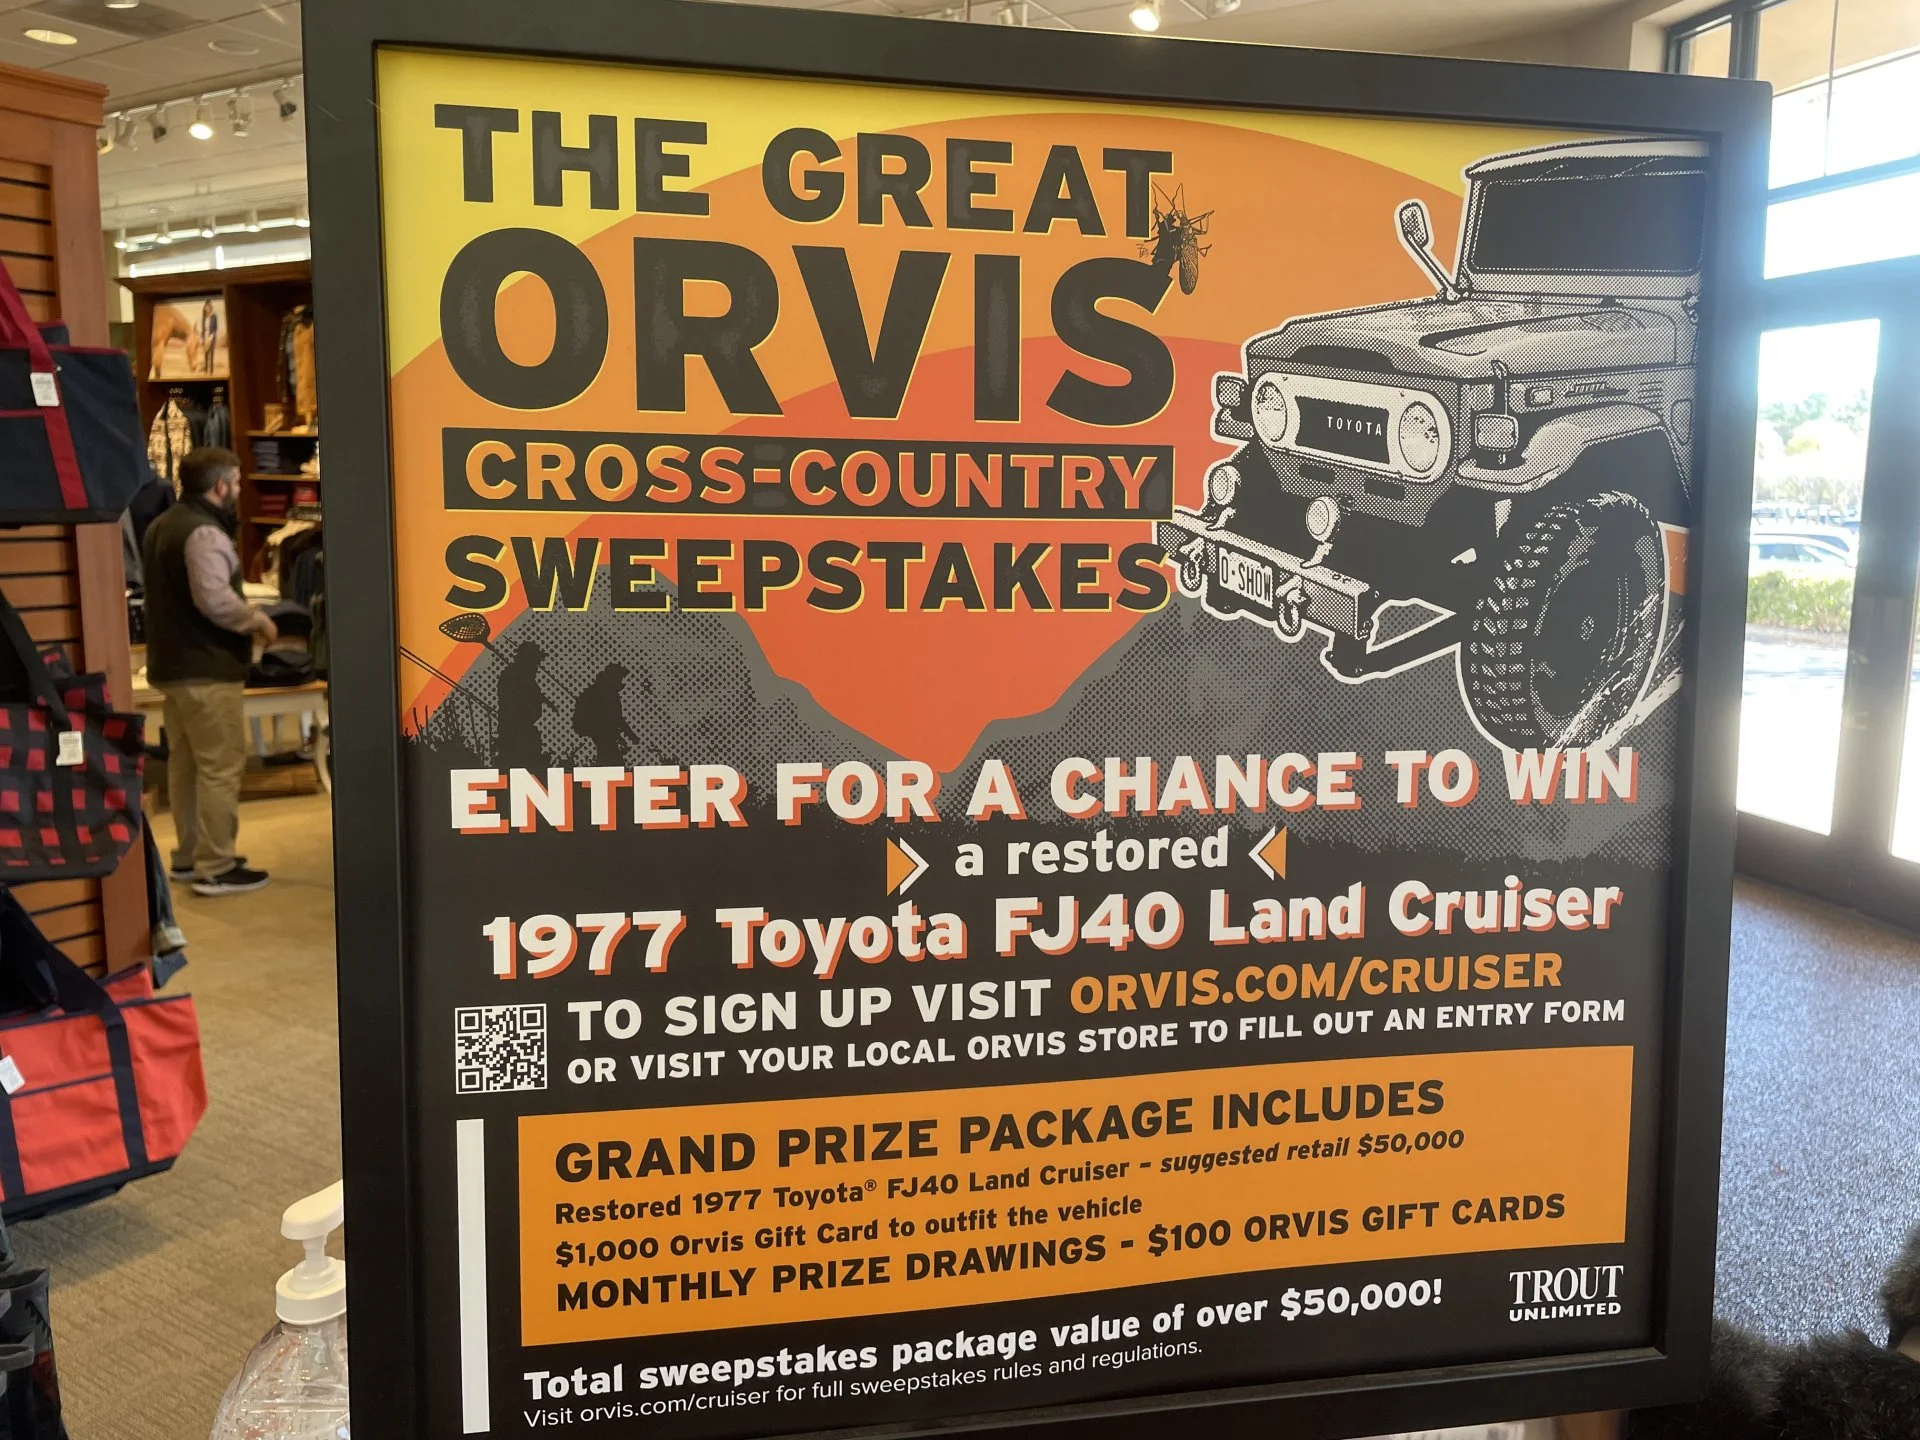 THE GREAT
ORVIS
CROSS-COUNTRY
SWEEPSTAKES
TOYOTA
TOYOTA
O-SHOW
ENTER FOR A CHANCE TO WIN
a restored
1977 Toyota FJ40 Land Cruiser
TO SIGN UP VISIT ORVIS.COM/CRUISER
OR VISIT YOUR LOCAL ORVIS STORE TO FILL OUT AN ENTRY FORM
GRAND PRIZE PACKAGE INCLUDES
Restored 1977 Toyota® FJ40 Land Cruiser – suggested retail $50,000
$1,000 Orvis Gift Card to outfit the vehicle
MONTHLY PRIZE DRAWINGS – $100 ORVIS GIFT CARDS
Total sweepstakes package value of over $50,000!
Visit orvis.com/cruiser for full sweepstakes rules and regulations.
TROUT
UNLIMITED